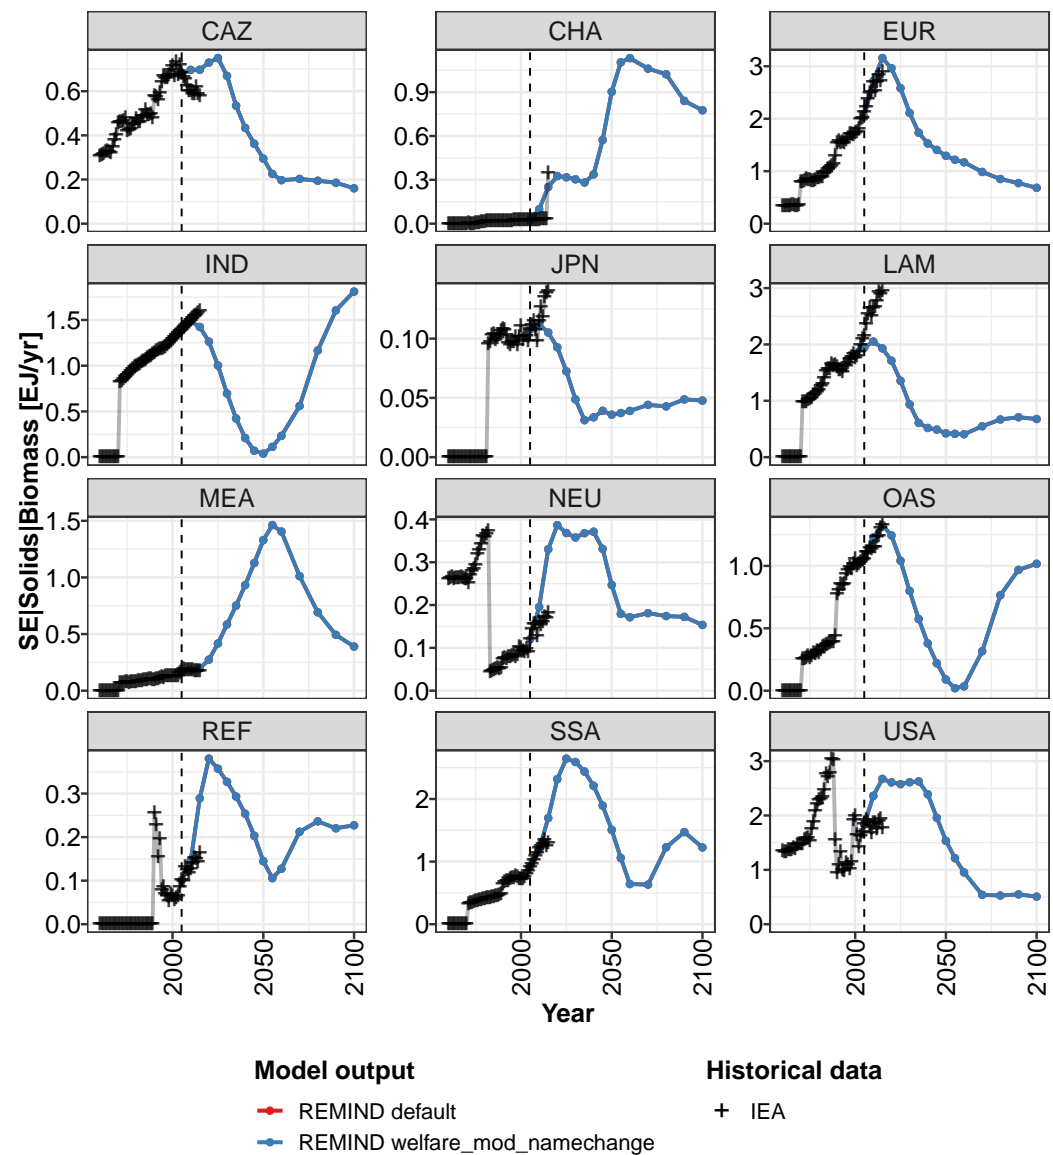 CAZ CHA EUR
0.6 0.9 3
0.4 0.6 2
0.2 0.3 1
0.0 0.0 0
IND JPN LAM
1.5 0.10 3
1.0 0.05 2
0.5 0.00 1
0.0 0
SE|Solids|Biomass [EJ/yr]
MEA NEU OAS
1.5 0.4 1.0
1.0 0.3 0.5
0.5 0.2 0.0
0.0 0.1
0.0
REF SSA USA
0.3 2 3
0.2 1 2
0.1 0 1
0.0 0
2000 2050 2100 2000 2050 2100 2000 2050 2100
Year
Model output Historical data
REMIND default IEA
REMIND welfare_mod_namechange